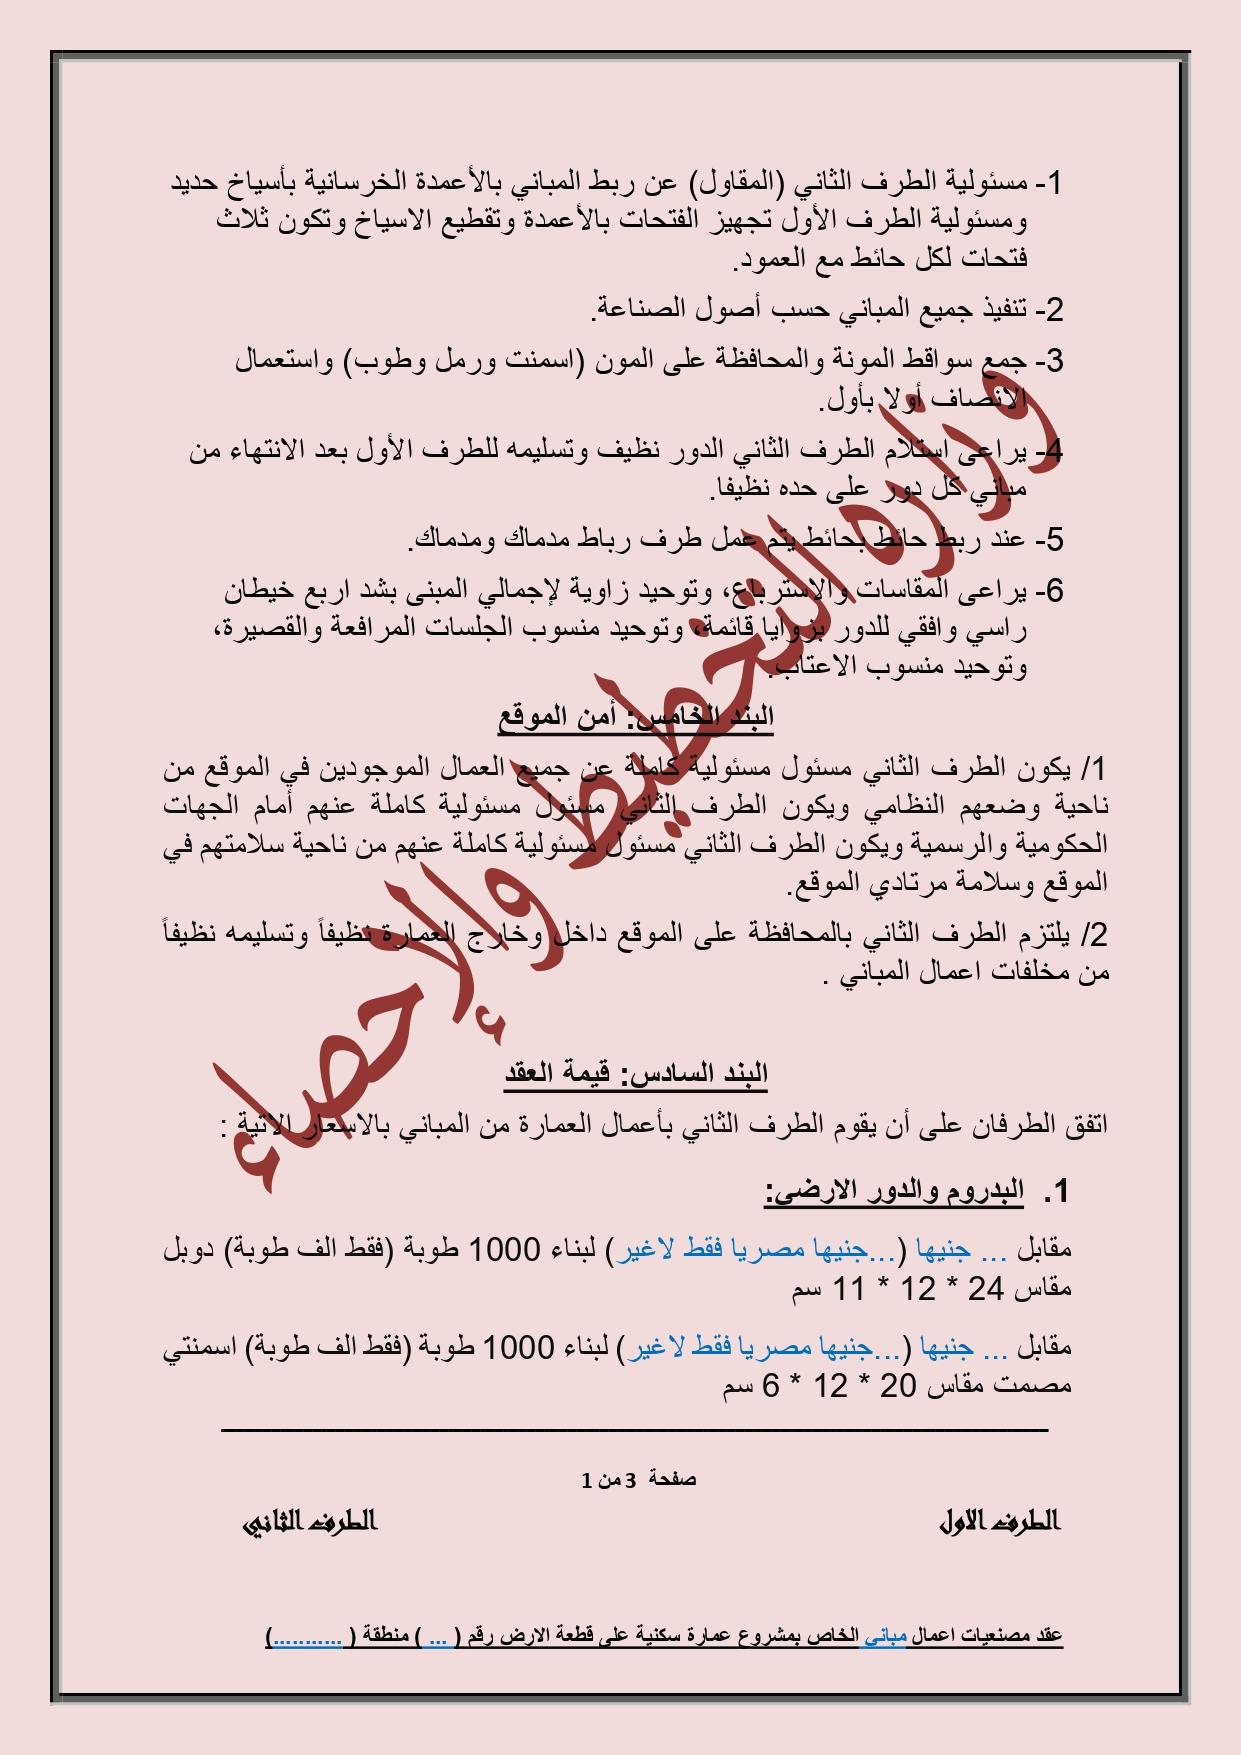 1- مسئولية الطرف الثاني (المقاول) عن ربط المباني بالأعمدة الخرسانية بأسياخ حديد
ومسئولية الطرف الأول تجهيز الفتحات بالأعمدة وتقطيع الاسياخ وتكون ثلاث
فتحات لكل حائط مع العمود.
2- تنفيذ جميع المباني حسب أصول الصناعة.
3- جمع سواقط المونة والمحافظة على المون (اسمنت ورمل وطوب) واستعمال
الانصاف أولا بأول.
4- يراعى استلام الطرف الثاني الدور نظيف وتسليمه للطرف الأول بعد الانتهاء من
مباني كل دور على حده نظيفا.
5- عند ربط حائط بحائط يتم عمل طرف رباط مدماك ومدماك.
6- يراعى المقاسات والاسترباع، وتوحيد زاوية لإجمالي المبنى بشد اربع خيطان
راسي وافقي للدور بزوايا قائمة، وتوحيد منسوب الجلسات المرافعة والقصيرة،
وتوحيد منسوب الاعتاب.
البند الخامس: أمن الموقع
1/ يكون الطرف الثاني مسئول مسئولية كاملة عن جميع العمال الموجودين في الموقع من
ناحية وضعهم النظامي ويكون الطرف الثاني مسئول مسئولية كاملة عنهم أمام الجهات
الحكومية والرسمية ويكون الطرف الثاني مسئول مسئولية كاملة عنهم من ناحية سلامتهم في
الموقع وسلامة مرتادي الموقع.
2/ يلتزم الطرف الثاني بالمحافظة على الموقع داخل وخارج العمارة نظيفاً وتسليمه نظيفاً
من مخلفات اعمال المباني .
البند السادس: قيمة العقد
اتفق الطرفان على أن يقوم الطرف الثاني بأعمال العمارة من المباني بالاسعار الاتية :
1. البدروم والدور الارضي:
مقابل ... جنيها (...جنيها مصريا فقط لاغير) لبناء 1000 طوبة (فقط الف طوبة) دوبل
مقاس 24 * 12 * 11 سم
مقابل ... جنيها (...جنيها مصريا فقط لاغير) لبناء 1000 طوبة (فقط الف طوبة) اسمنتي
مصمت مقاس 20 * 12 * 6 سم
صفحة 3 من 1
الطرف الاول الطرف الثاني
عقد مصنعيات اعمال مباني الخاص بمشروع عمارة سكنية على قطعة الارض رقم ( ... ) منطقة ( ...........)
وزاره التخطيط والإحصاء